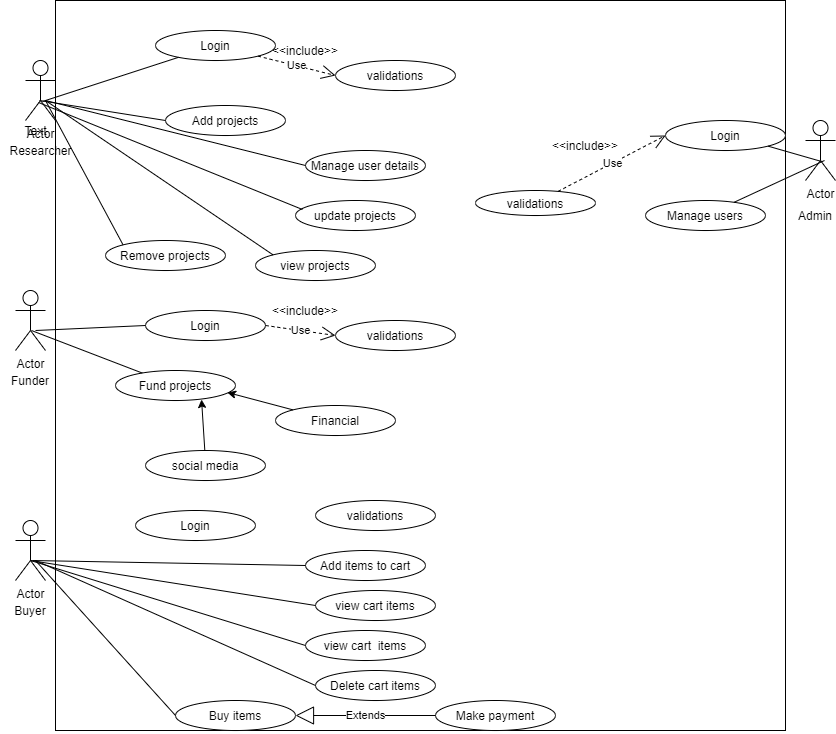 Login
<<include>>
Use
validations
Text
Actor
Researcher
Add projects
Manage user details
update projects
Remove projects
view projects
<<include>>
Use
Login
validations
Manage users
Actor
Admin
Actor
Funder
Login
<<include>>
Use
validations
Fund projects
Financial
social media
Login
validations
Actor
Buyer
Add items to cart
view cart items
view cart items
Delete cart items
Buy items
Extends
Make payment